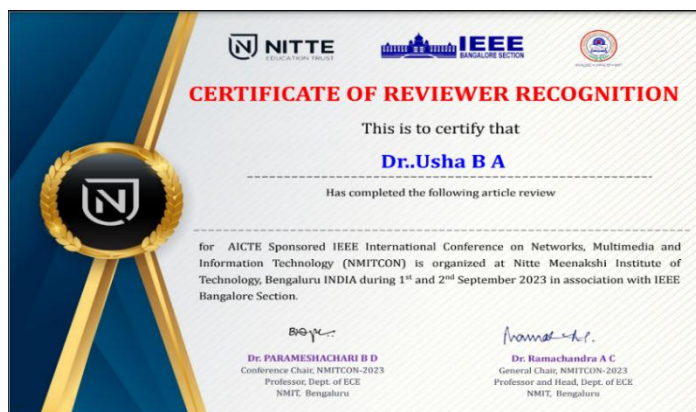 NITTE
EDUCATION TRUST
IEEE
BANGALORE SECTION
CERTIFICATE OF REVIEWER RECOGNITION
This is to certify that
Dr..Usha B A
Has completed the following article review
for AICTE Sponsored IEEE International Conference on Networks, Multimedia and
Information Technology (NMITCON) is organized at Nitte Meenakshi Institute of
Technology, Bengaluru INDIA during 1st and 2nd September 2023 in association with IEEE
Bangalore Section.
Dr. PARAMESHACHARI B D
Conference Chair, NMITCON-2023
Professor, Dept. of ECE
NMIT, Bengaluru
Dr. Ramachandra A C
General Chair, NMITCON-2023
Professor and Head, Dept. of ECE
NMIT, Bengaluru